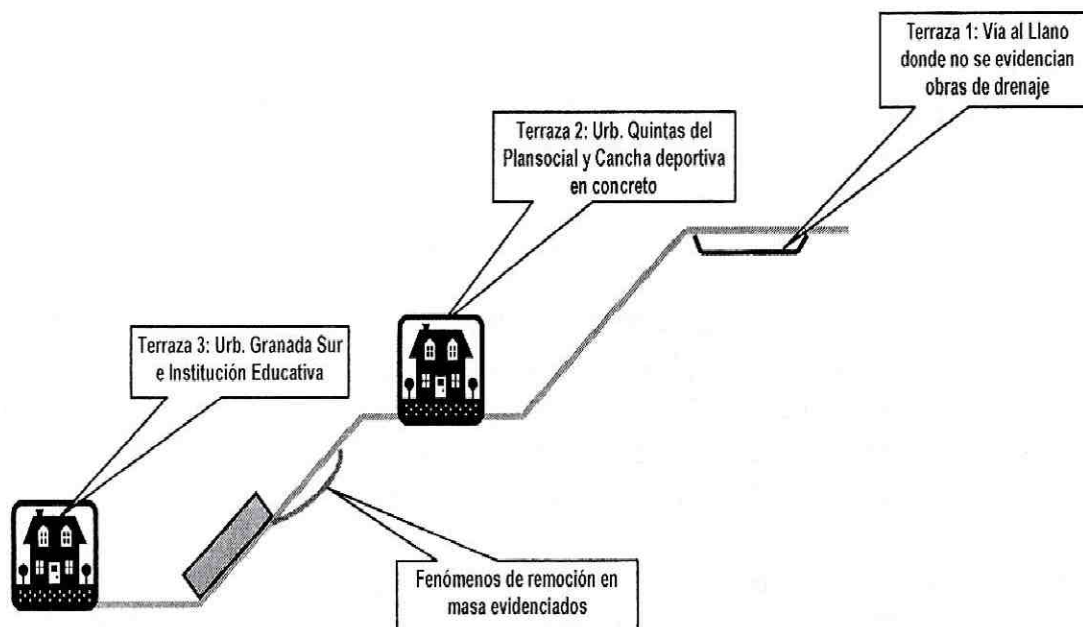 Terraza 1: Vía al Llano
donde no se evidencian
obras de drenaje
Terraza 2: Urb. Quintas del
Plansocial y Cancha deportiva
en concreto
Terraza 3: Urb. Granada Sur
e Institución Educativa
Fenómenos de remoción en
masa evidenciados